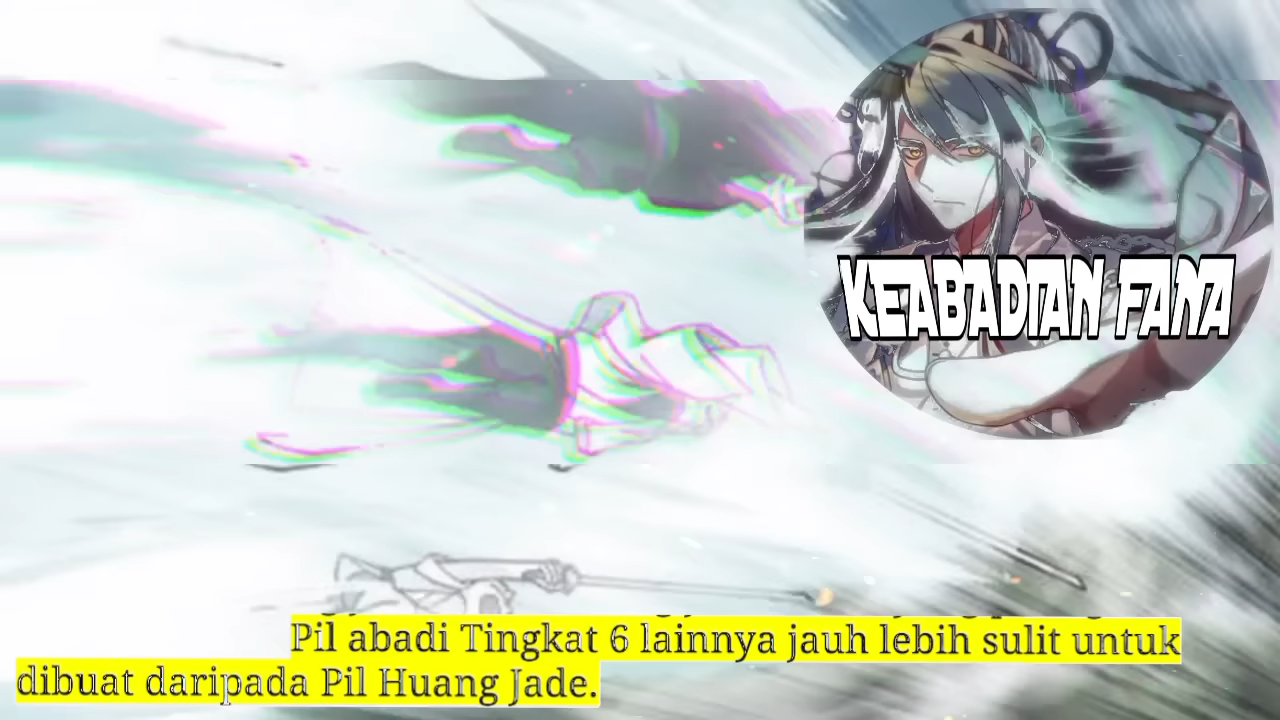 KEABADIAN FANA
Pil abadi Tingkat 6 lainnya jauh lebih sulit untuk
dibuat daripada Pil Huang Jade.